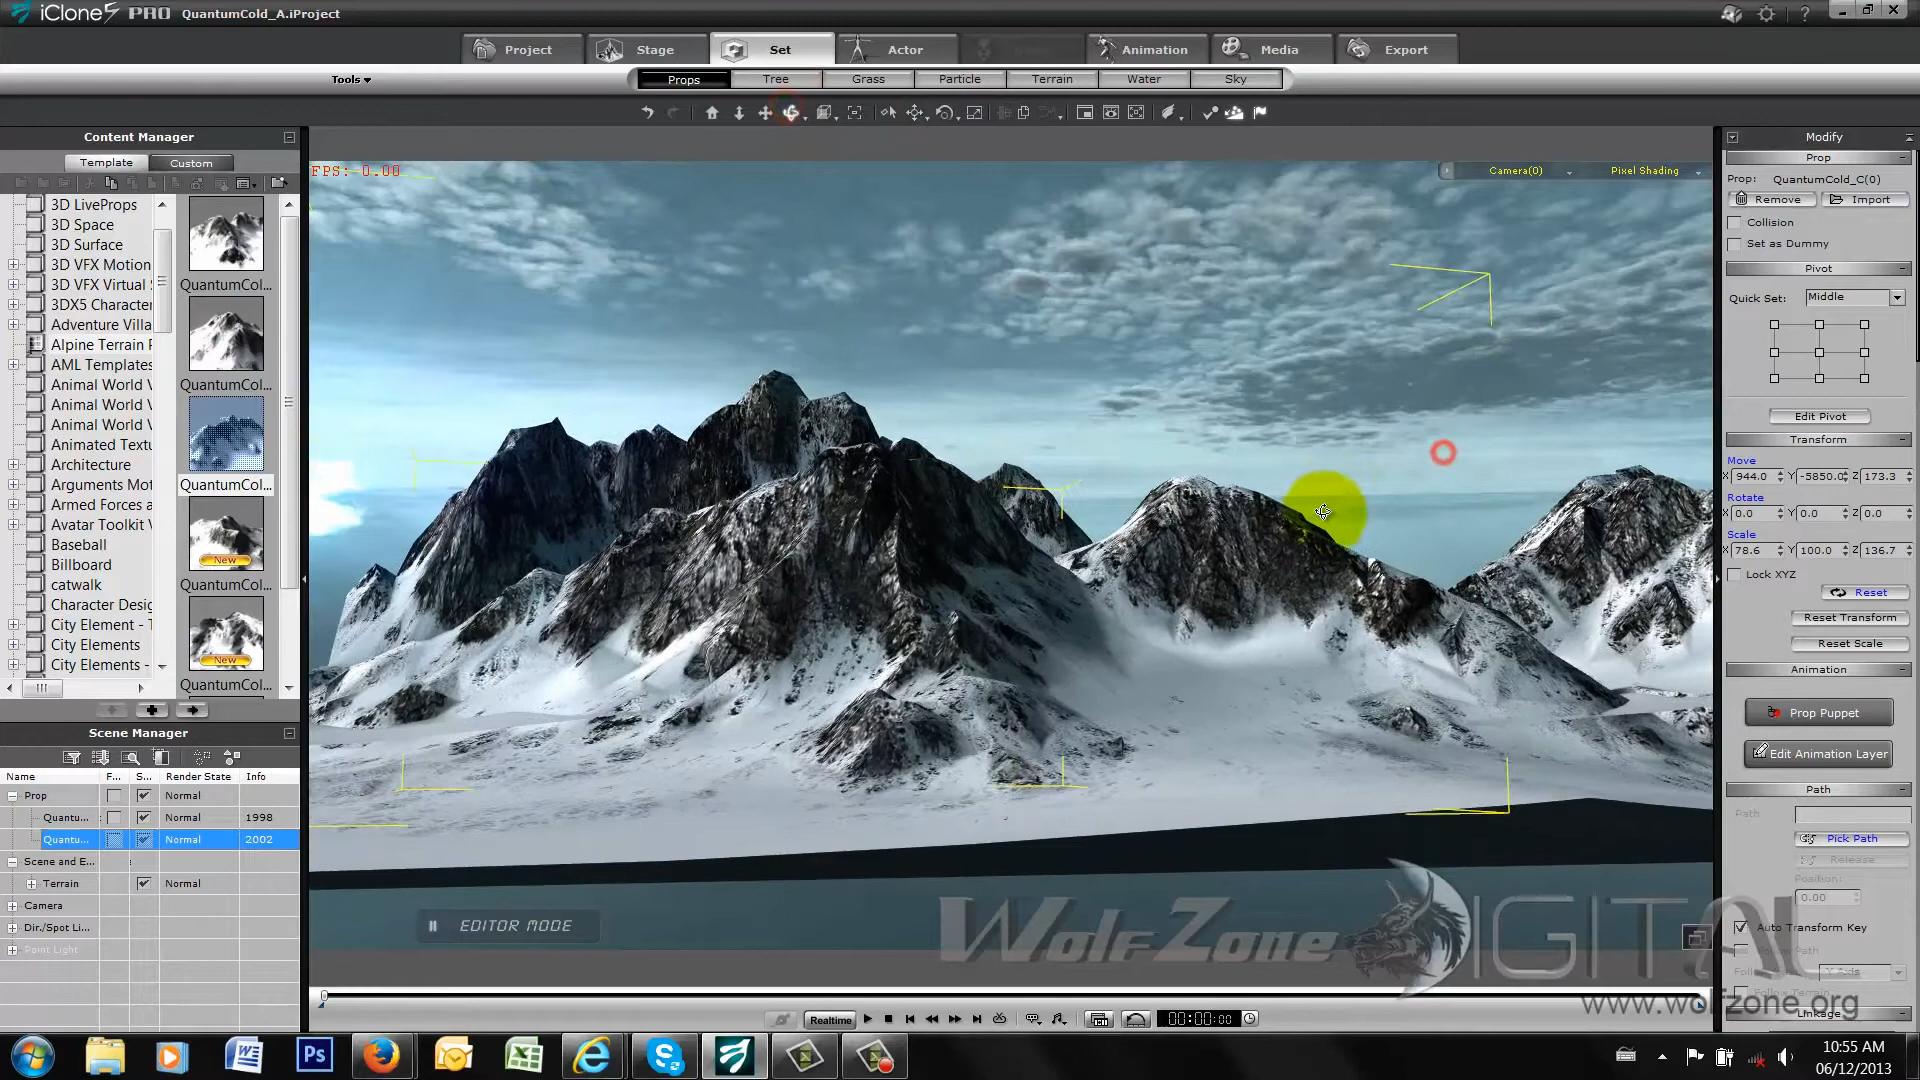 iClone5 PRO QuantumCold_A.iProject
Project Stage Set Actor Animation Media Export
Tools
Props Tree Grass Particle Terrain Water Sky
Content Manager
Template Custom
3D LiveProps
3D Space
3D Surface
3D VFX Motion
3D VFX Virtual
3DX5 Character
Adventure Villa
Alpine Terrain P
AML Templates
Animal World V
Animal World V
Animal World V
Animated Textu
Architecture
Arguments Mot
Armed Forces a
Avatar Toolkit V
Baseball
Billboard
catwalk
Character Desig
City Element - T
City Elements
City Elements -
QuantumCol...
QuantumCol...
QuantumCol...
New
QuantumCol...
New
QuantumCol...
FPS: 0.00
Camera(0) Pixel Shading
EDITOR MODE
WolfZone DIGITAL
www.wolfzone.org
Scene Manager
Name F... S... Render State Info
Prop Normal
Quantu... Normal 1998
Quantu... Normal 2002
Scene and E...
Terrain Normal
Camera
Dir./Spot Li...
Point Light
Realtime 00:00:00
Modify
Prop
Prop: QuantumCold_C(0)
Remove Import
Collision
Set as Dummy
Pivot
Quick Set: Middle
Edit Pivot
Transform
Move
X 944.0 Y -5850.0 Z 173.3
Rotate
X 0.0 Y 0.0 Z 0.0
Scale
X 78.6 Y 100.0 Z 136.7
Lock XYZ
Reset
Reset Transform
Reset Scale
Animation
Prop Puppet
Edit Animation Layer
Path
Path
Pick Path
Release
Position:
0.00
Auto Transform Key
Linkage
10:55 AM
06/12/2013